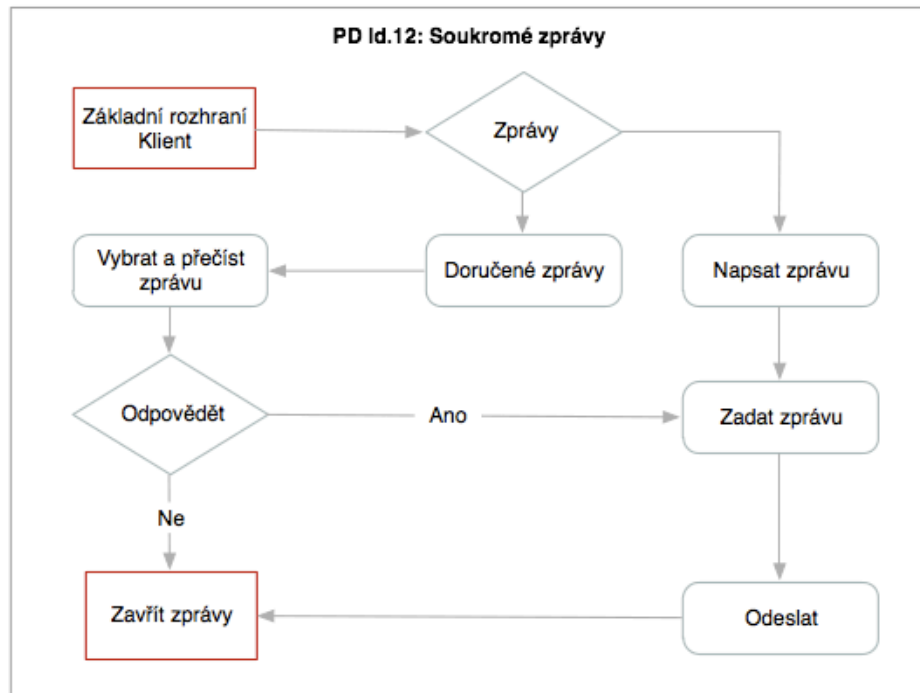 PD Id.12: Soukromé zprávy
Základní rozhraní
Klient
Zprávy
Vybrat a přečíst
zprávu
Doručené zprávy
Napsat zprávu
Odpovědět
Ano
Zadat zprávu
Ne
Zavřít zprávy
Odeslat